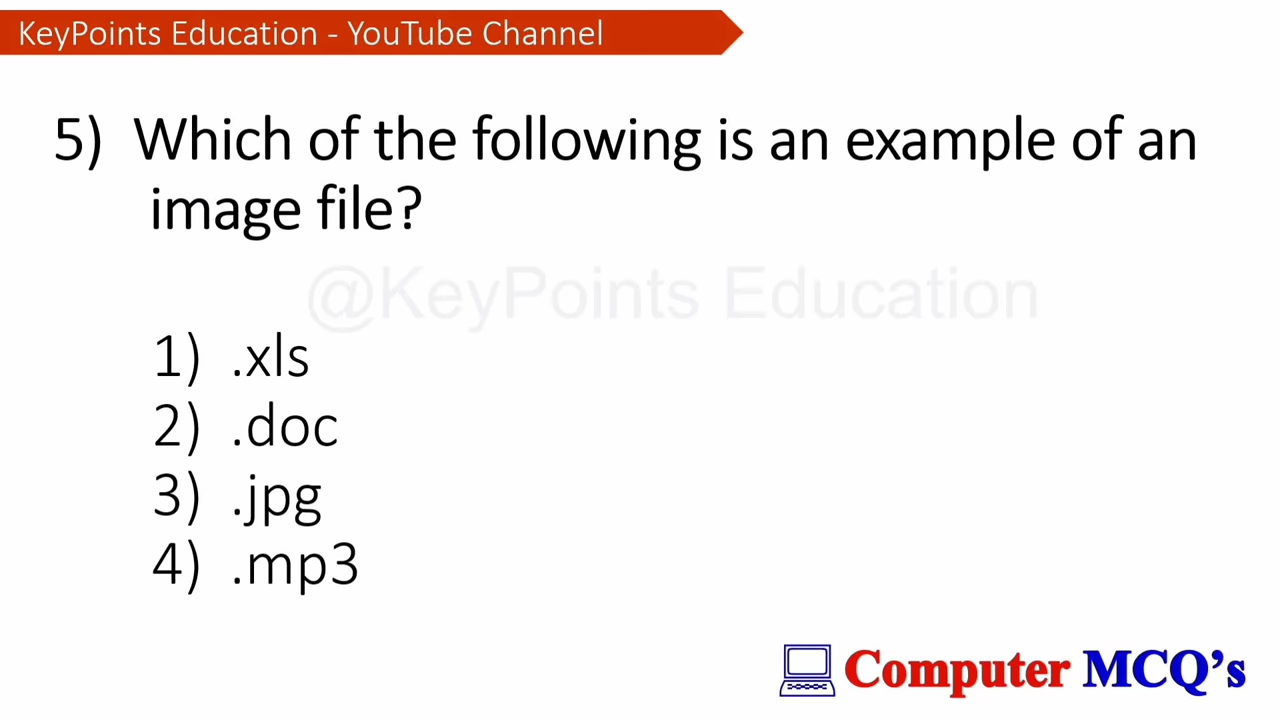 KeyPoints Education - YouTube Channel
5) Which of the following is an example of an
image file?
@KeyPoints Education
1) .xls
2) .doc
3) .jpg
4) .mp3
Computer MCQ's